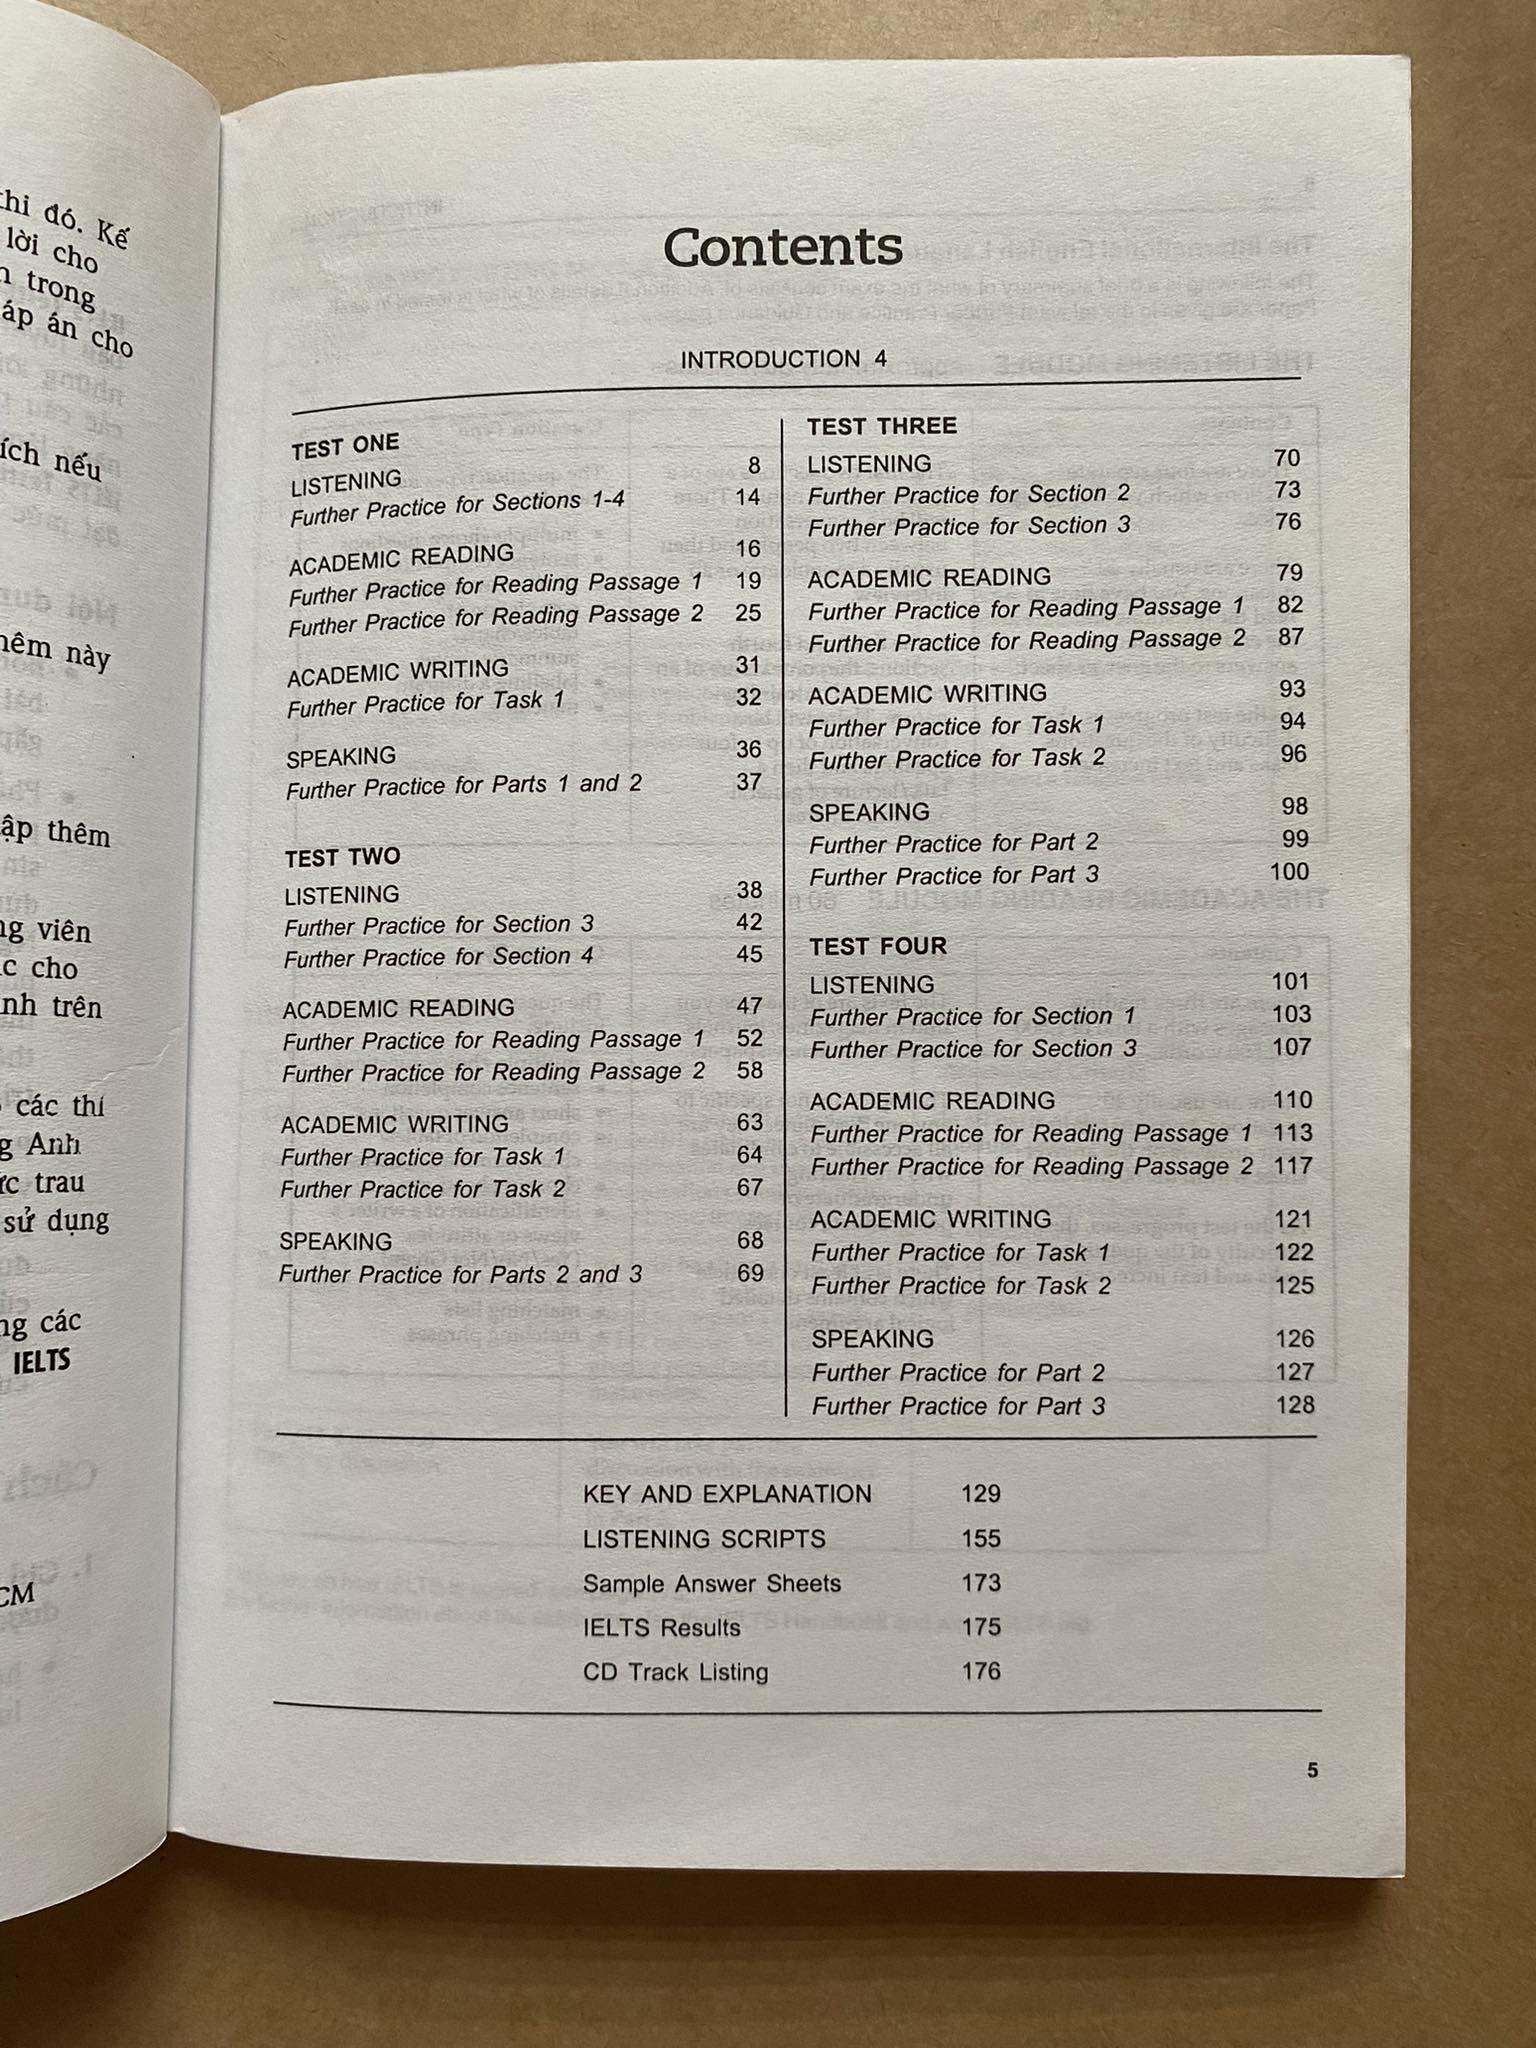 thi đó. Kế
lời cho
trong
áp án cho
ích nếu
này
thêm
viên
cho
trên
các thí
Anh
trau
sử dụng
các
IELTS
Contents
INTRODUCTION 4
TEST ONE
LISTENING 8
Further Practice for Sections 1-4 14
ACADEMIC READING 16
Further Practice for Reading Passage 1 19
Further Practice for Reading Passage 2 25
ACADEMIC WRITING 31
Further Practice for Task 1 32
SPEAKING 36
Further Practice for Parts 1 and 2 37
TEST TWO
LISTENING 38
Further Practice for Section 3 42
Further Practice for Section 4 45
ACADEMIC READING 47
Further Practice for Reading Passage 1 52
Further Practice for Reading Passage 2 58
ACADEMIC WRITING 63
Further Practice for Task 1 64
Further Practice for Task 2 67
SPEAKING 68
Further Practice for Parts 2 and 3 69
TEST THREE
LISTENING 70
Further Practice for Section 2 73
Further Practice for Section 3 76
ACADEMIC READING 79
Further Practice for Reading Passage 1 82
Further Practice for Reading Passage 2 87
ACADEMIC WRITING 93
Further Practice for Task 1 94
Further Practice for Task 2 96
SPEAKING 98
Further Practice for Part 2 99
Further Practice for Part 3 100
TEST FOUR
LISTENING 101
Further Practice for Section 1 103
Further Practice for Section 3 107
ACADEMIC READING 110
Further Practice for Reading Passage 1 113
Further Practice for Reading Passage 2 117
ACADEMIC WRITING 121
Further Practice for Task 1 122
Further Practice for Task 2 125
SPEAKING 126
Further Practice for Part 2 127
Further Practice for Part 3 128
KEY AND EXPLANATION 129
LISTENING SCRIPTS 155
Sample Answer Sheets 173
IELTS Results 175
CD Track Listing 176
5